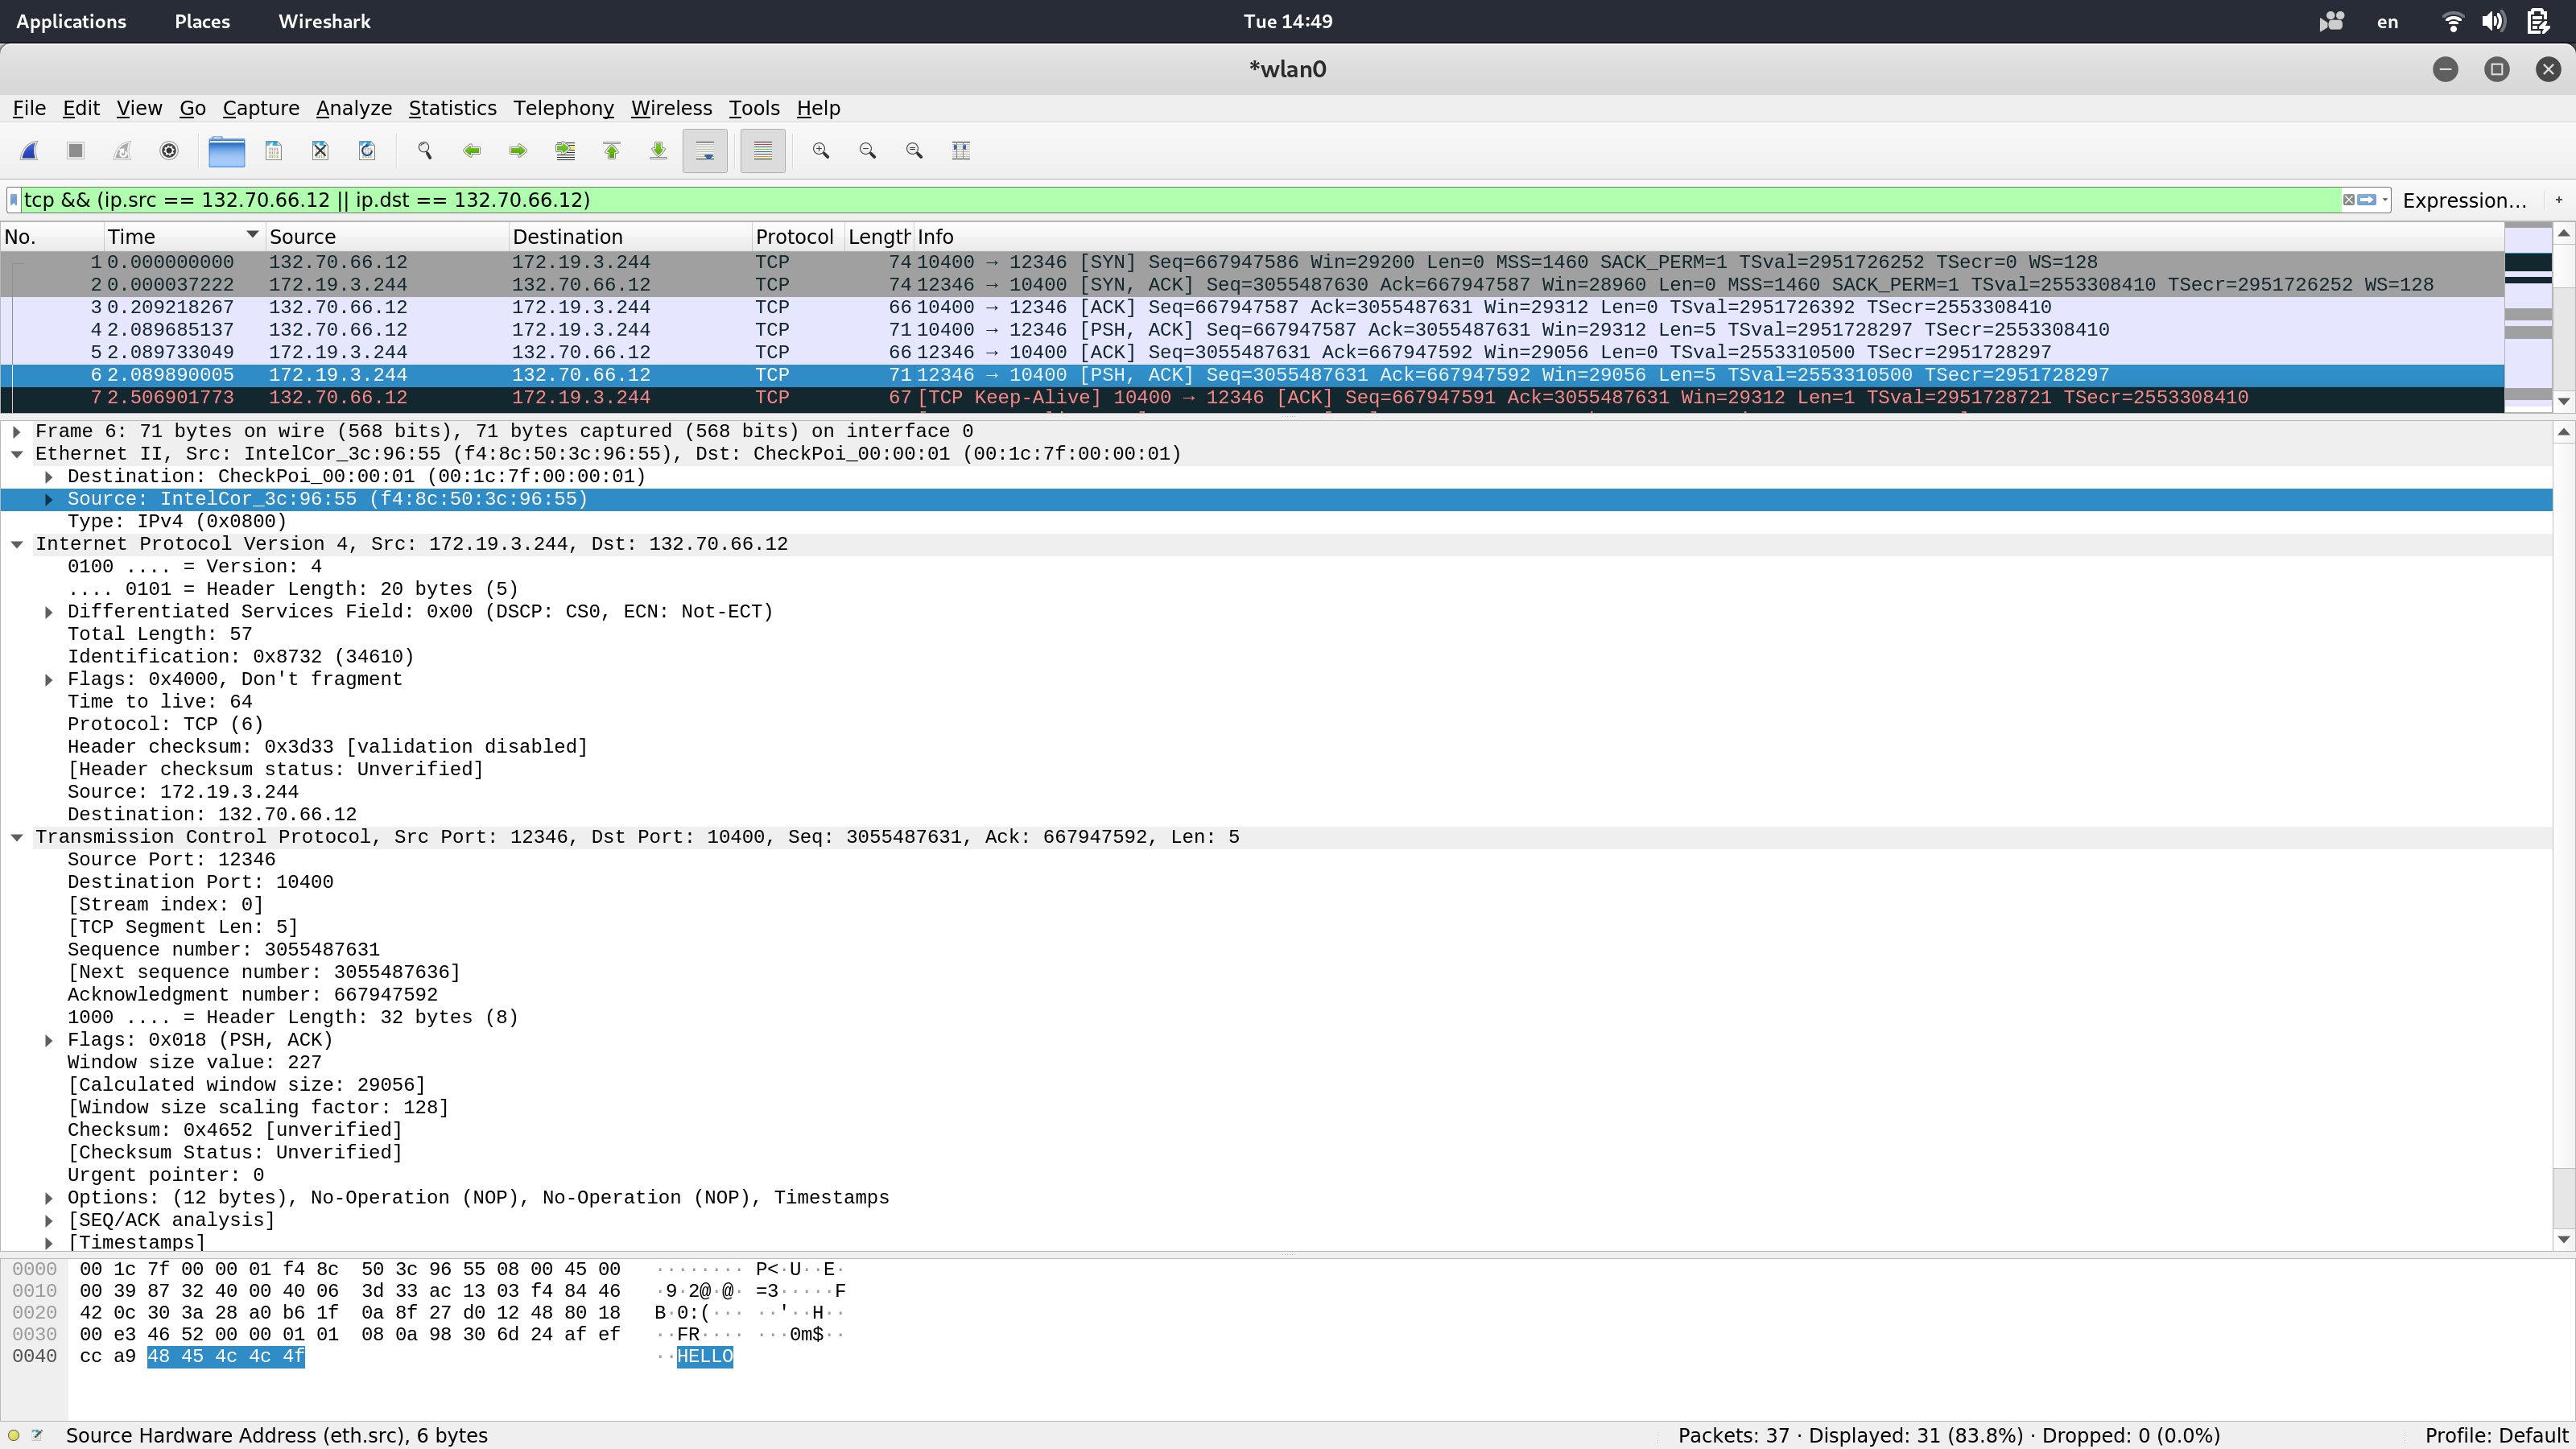 Applications Places Wireshark Tue 14:49 en
*wlan0
File Edit View Go Capture Analyze Statistics Telephony Wireless Tools Help
tcp && (ip.src == 132.70.66.12 || ip.dst == 132.70.66.12) Expression... +
No. Time Source Destination Protocol Length Info
1 0.000000000 132.70.66.12 172.19.3.244 TCP 74 10400 → 12346 [SYN] Seq=667947586 Win=29200 Len=0 MSS=1460 SACK_PERM=1 TSval=2951726252 TSecr=0 WS=128
2 0.000037222 172.19.3.244 132.70.66.12 TCP 74 12346 → 10400 [SYN, ACK] Seq=3055487630 Ack=667947587 Win=28960 Len=0 MSS=1460 SACK_PERM=1 TSval=2553308410 TSecr=2951726252 WS=128
3 0.209218267 132.70.66.12 172.19.3.244 TCP 66 10400 → 12346 [ACK] Seq=667947587 Ack=3055487631 Win=29312 Len=0 TSval=2951726392 TSecr=2553308410
4 2.089685137 132.70.66.12 172.19.3.244 TCP 71 10400 → 12346 [PSH, ACK] Seq=667947587 Ack=3055487631 Win=29312 Len=5 TSval=2951728297 TSecr=2553308410
5 2.089733049 172.19.3.244 132.70.66.12 TCP 66 12346 → 10400 [ACK] Seq=3055487631 Ack=667947592 Win=29056 Len=0 TSval=2553310500 TSecr=2951728297
6 2.089890005 172.19.3.244 132.70.66.12 TCP 71 12346 → 10400 [PSH, ACK] Seq=3055487631 Ack=667947592 Win=29056 Len=5 TSval=2553310500 TSecr=2951728297
7 2.506901773 132.70.66.12 172.19.3.244 TCP 67 [TCP Keep-Alive] 10400 → 12346 [ACK] Seq=667947591 Ack=3055487631 Win=29312 Len=1 TSval=2951728721 TSecr=2553308410
Frame 6: 71 bytes on wire (568 bits), 71 bytes captured (568 bits) on interface 0
Ethernet II, Src: IntelCor_3c:96:55 (f4:8c:50:3c:96:55), Dst: CheckPoi_00:00:01 (00:1c:7f:00:00:01)
Destination: CheckPoi_00:00:01 (00:1c:7f:00:00:01)
Source: IntelCor_3c:96:55 (f4:8c:50:3c:96:55)
Type: IPv4 (0x0800)
Internet Protocol Version 4, Src: 172.19.3.244, Dst: 132.70.66.12
0100 .... = Version: 4
.... 0101 = Header Length: 20 bytes (5)
Differentiated Services Field: 0x00 (DSCP: CS0, ECN: Not-ECT)
Total Length: 57
Identification: 0x8732 (34610)
Flags: 0x4000, Don't fragment
Time to live: 64
Protocol: TCP (6)
Header checksum: 0x3d33 [validation disabled]
[Header checksum status: Unverified]
Source: 172.19.3.244
Destination: 132.70.66.12
Transmission Control Protocol, Src Port: 12346, Dst Port: 10400, Seq: 3055487631, Ack: 667947592, Len: 5
Source Port: 12346
Destination Port: 10400
[Stream index: 0]
[TCP Segment Len: 5]
Sequence number: 3055487631
[Next sequence number: 3055487636]
Acknowledgment number: 667947592
1000 .... = Header Length: 32 bytes (8)
Flags: 0x018 (PSH, ACK)
Window size value: 227
[Calculated window size: 29056]
[Window size scaling factor: 128]
Checksum: 0x4652 [unverified]
[Checksum Status: Unverified]
Urgent pointer: 0
Options: (12 bytes), No-Operation (NOP), No-Operation (NOP), Timestamps
[SEQ/ACK analysis]
[Timestamps]
0000 00 1c 7f 00 00 01 f4 8c 50 3c 96 55 08 00 45 00 ········ P<·U··E·
0010 00 39 87 32 40 00 40 06 3d 33 ac 13 03 f4 84 46 ·9·2@·@· =3·····F
0020 42 0c 30 3a 28 a0 b6 1f 0a 8f 27 d0 12 48 80 18 B·0:(··· ··'··H··
0030 00 e3 46 52 00 00 01 01 08 0a 98 30 6d 24 af ef ··FR···· ···0m$··
0040 cc a9 48 45 4c 4c 4f ··HELLO
Source Hardware Address (eth.src), 6 bytes Packets: 37 · Displayed: 31 (83.8%) · Dropped: 0 (0.0%) Profile: Default